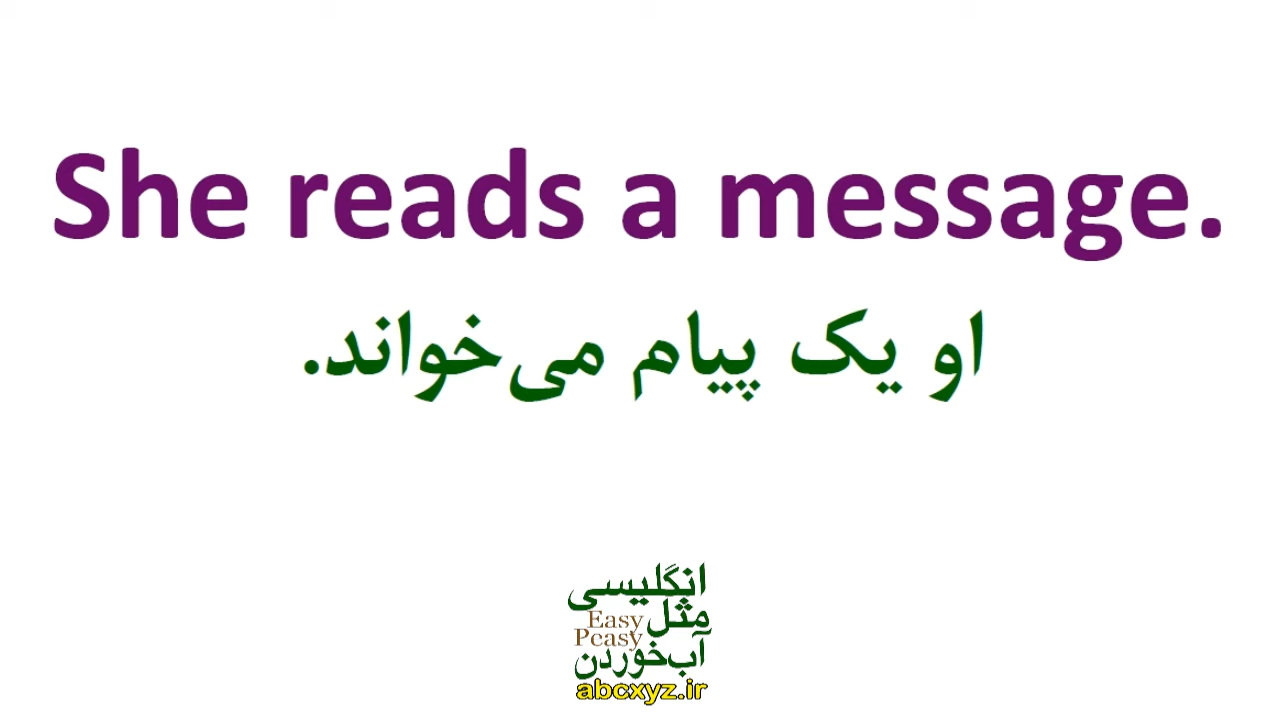 She reads a message.
او یک پیام می‌خواند.
انگلیسی
مثل
Easy
Peasy
آب‌خوردن
abcxyz.ir